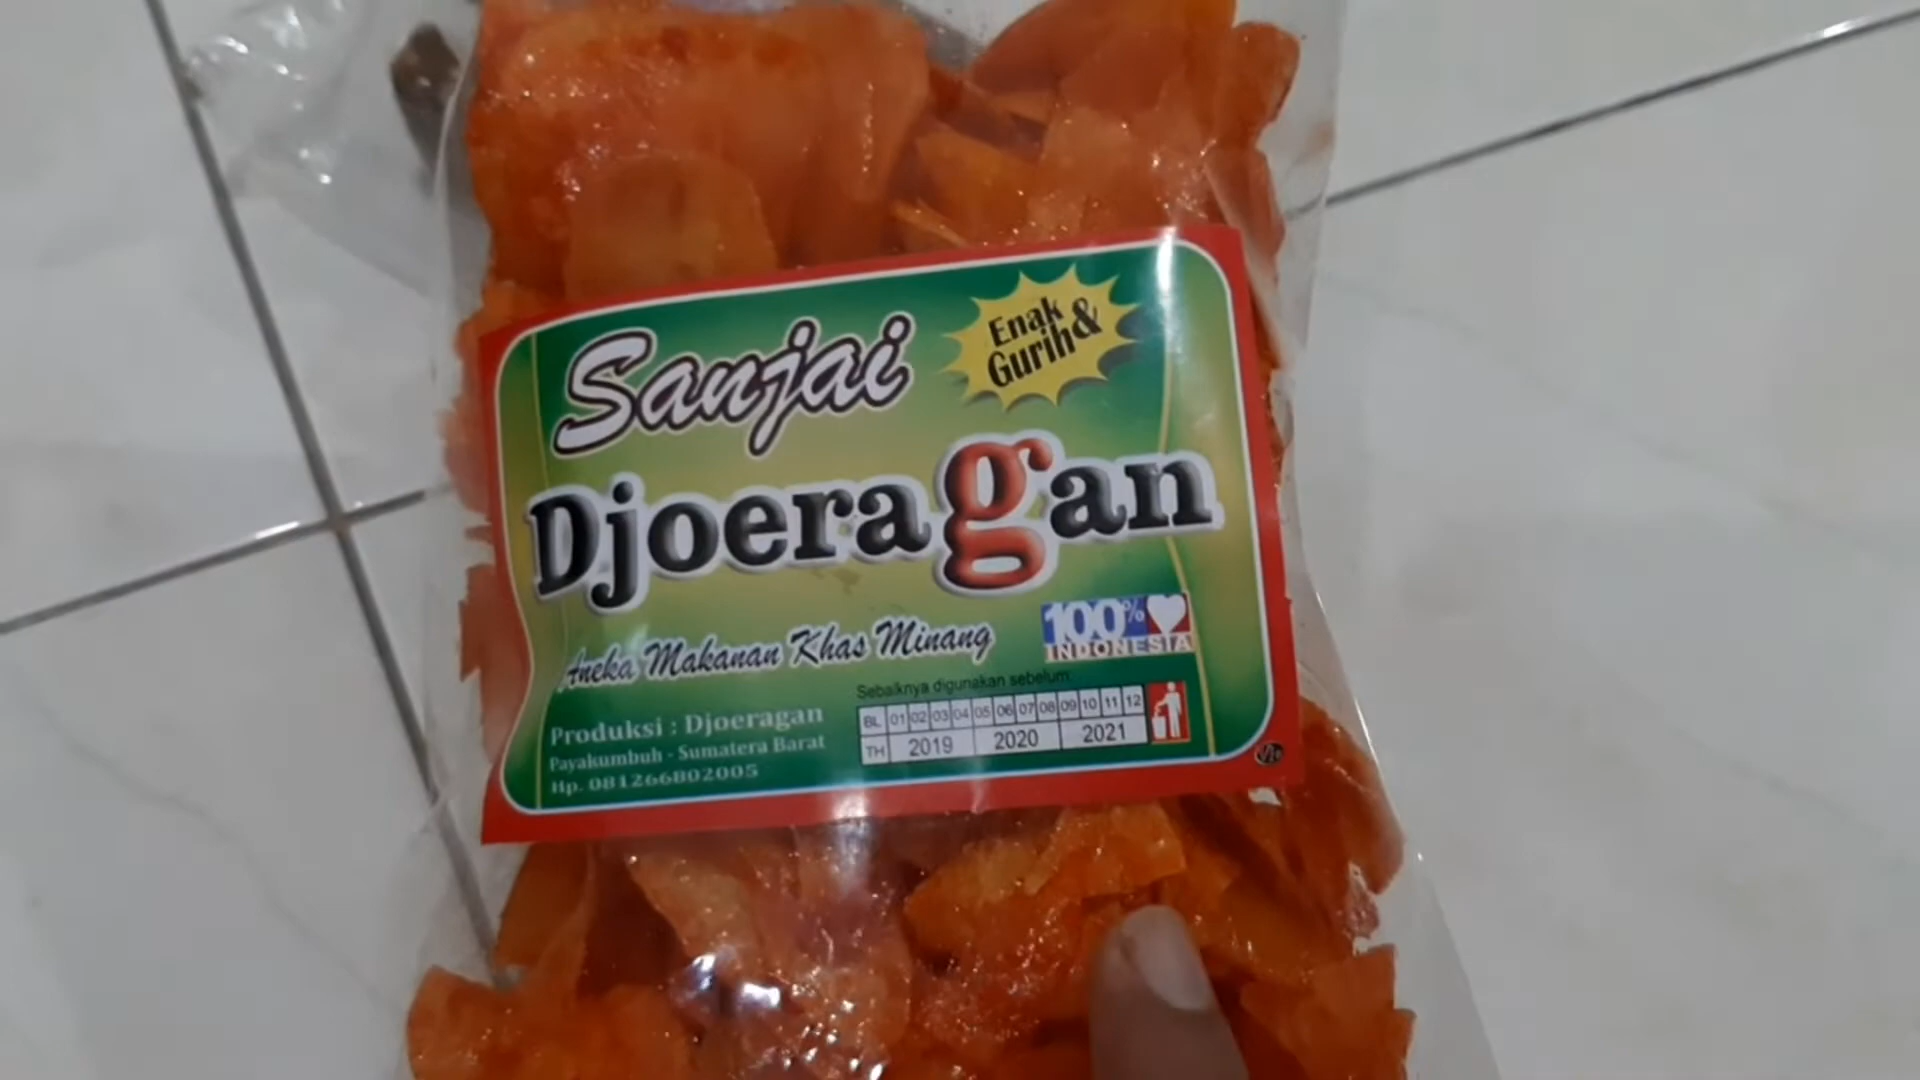 Sanjai
Enak &
Gurih
Djoeragan
Aneka Makanan Khas Minang
100%
INDONESIA
Sebaiknya digunakan sebelum:
BL 01 02 03 04 05 06 07 08 09 10 11 12
TH 2019 2020 2021
Produksi : Djoeragan
Payakumbuh - Sumatera Barat
Hp. 081266802005